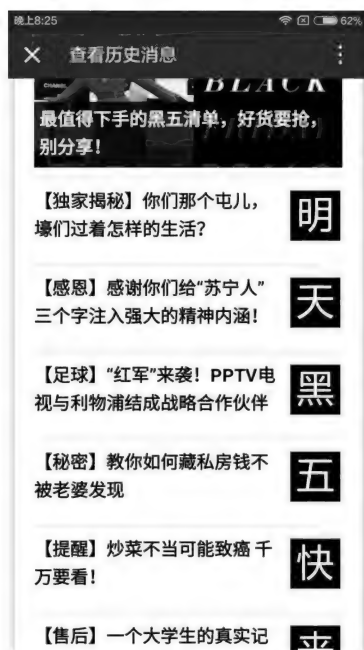 晚上8:25
62%
查看历史消息
CHANEL
BLACK
最值得下手的黑五清单，好货要抢，
别分享！
【独家揭秘】你们那个屯儿，
壕们过着怎样的生活？
明
【感恩】感谢你们给“苏宁人”
三个字注入强大的精神内涵！
天
【足球】“红军”来袭！PPTV电
视与利物浦结成战略合作伙伴
黑
【秘密】教你如何藏私房钱不
被老婆发现
五
【提醒】炒菜不当可能致癌 千
万要看！
快
【售后】一个大学生的真实记
来